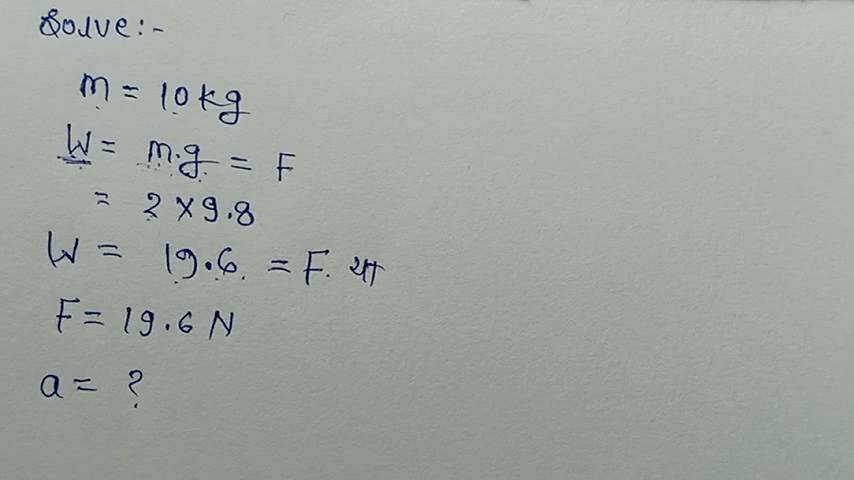 Solve:-
m = 10 kg
W = m.g = F
= 2 × 9.8
W = 19.6 = F. या
F = 19.6 N
a = ?